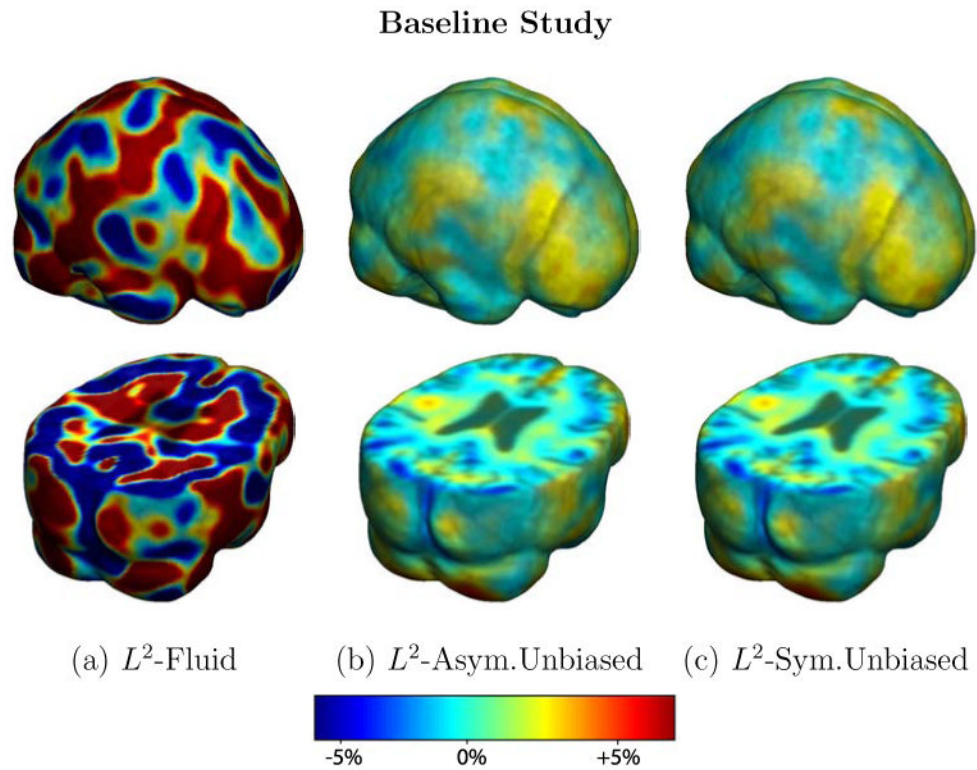 Baseline Study
(a) L²-Fluid (b) L²-Asym.Unbiased (c) L²-Sym.Unbiased
-5% 0% +5%